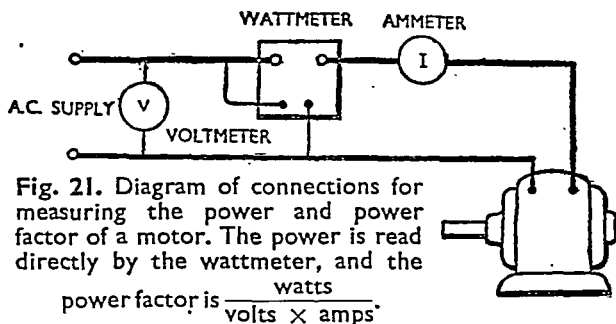 WATTMETER
AMMETER
I
A.C. SUPPLY
V
VOLTMETER
Fig. 21. Diagram of connections for
measuring the power and power
factor of a motor. The power is read
directly by the wattmeter, and the
power factor is watts / volts × amps.